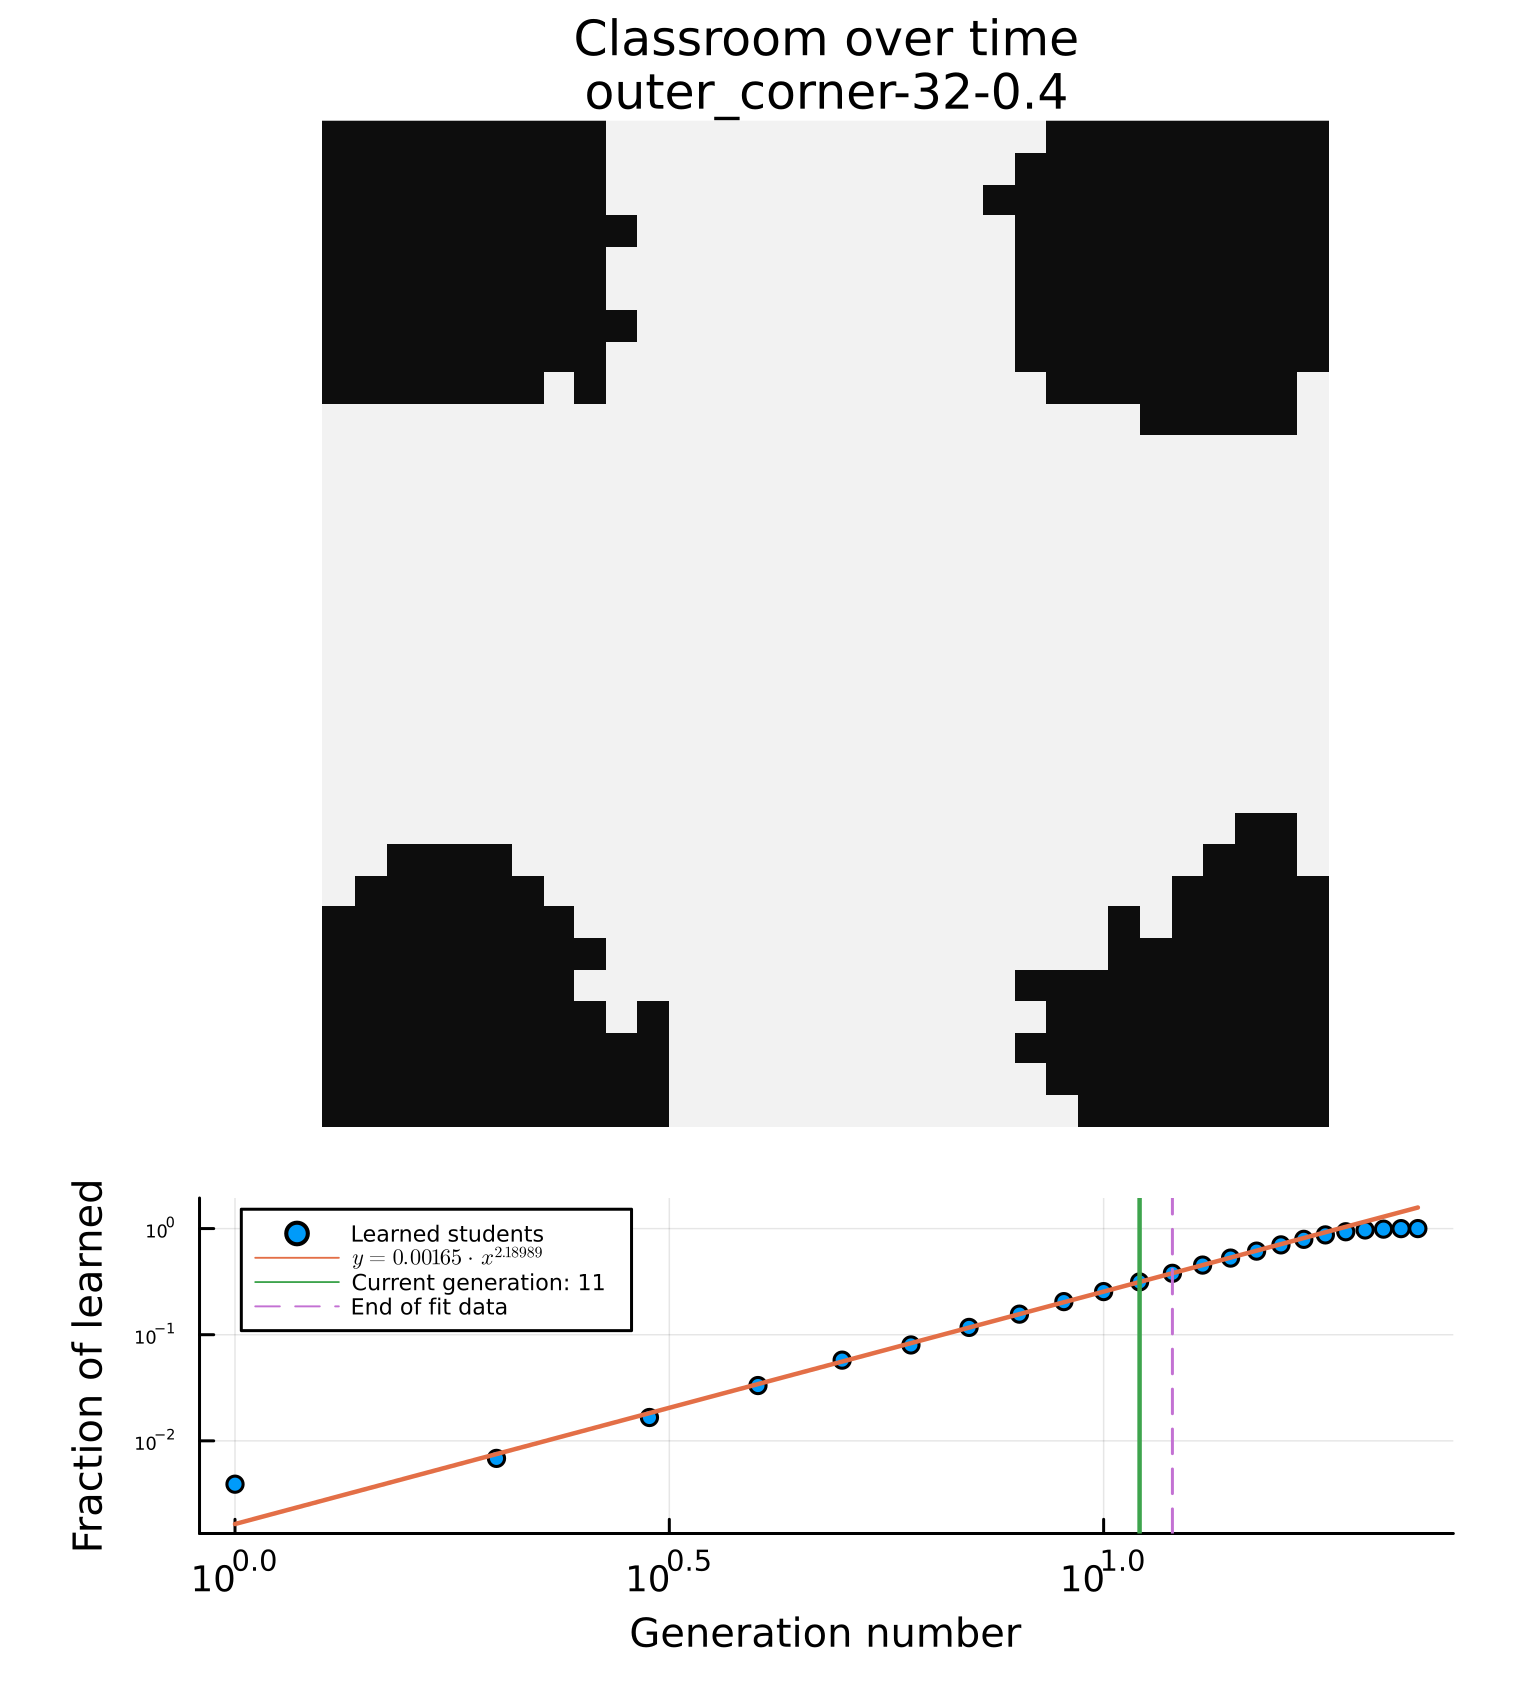 Classroom over time
outer_corner-32-0.4
Fraction of learned
10^0
10^−1
10^−2
Learned students
y = 0.00165 · x^2.18989
Current generation: 11
End of fit data
10^0.0 10^0.5 10^1.0
Generation number